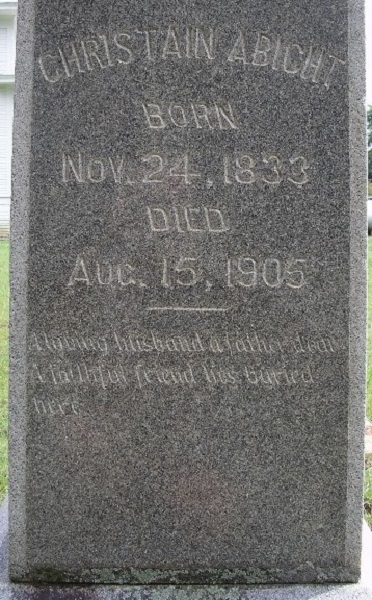 CHRISTAIN ABICHT
BORN
NOV. 24, 1833
DIED
AUG. 15, 1905
A loving husband a father dear
A faithful friend lies buried
here